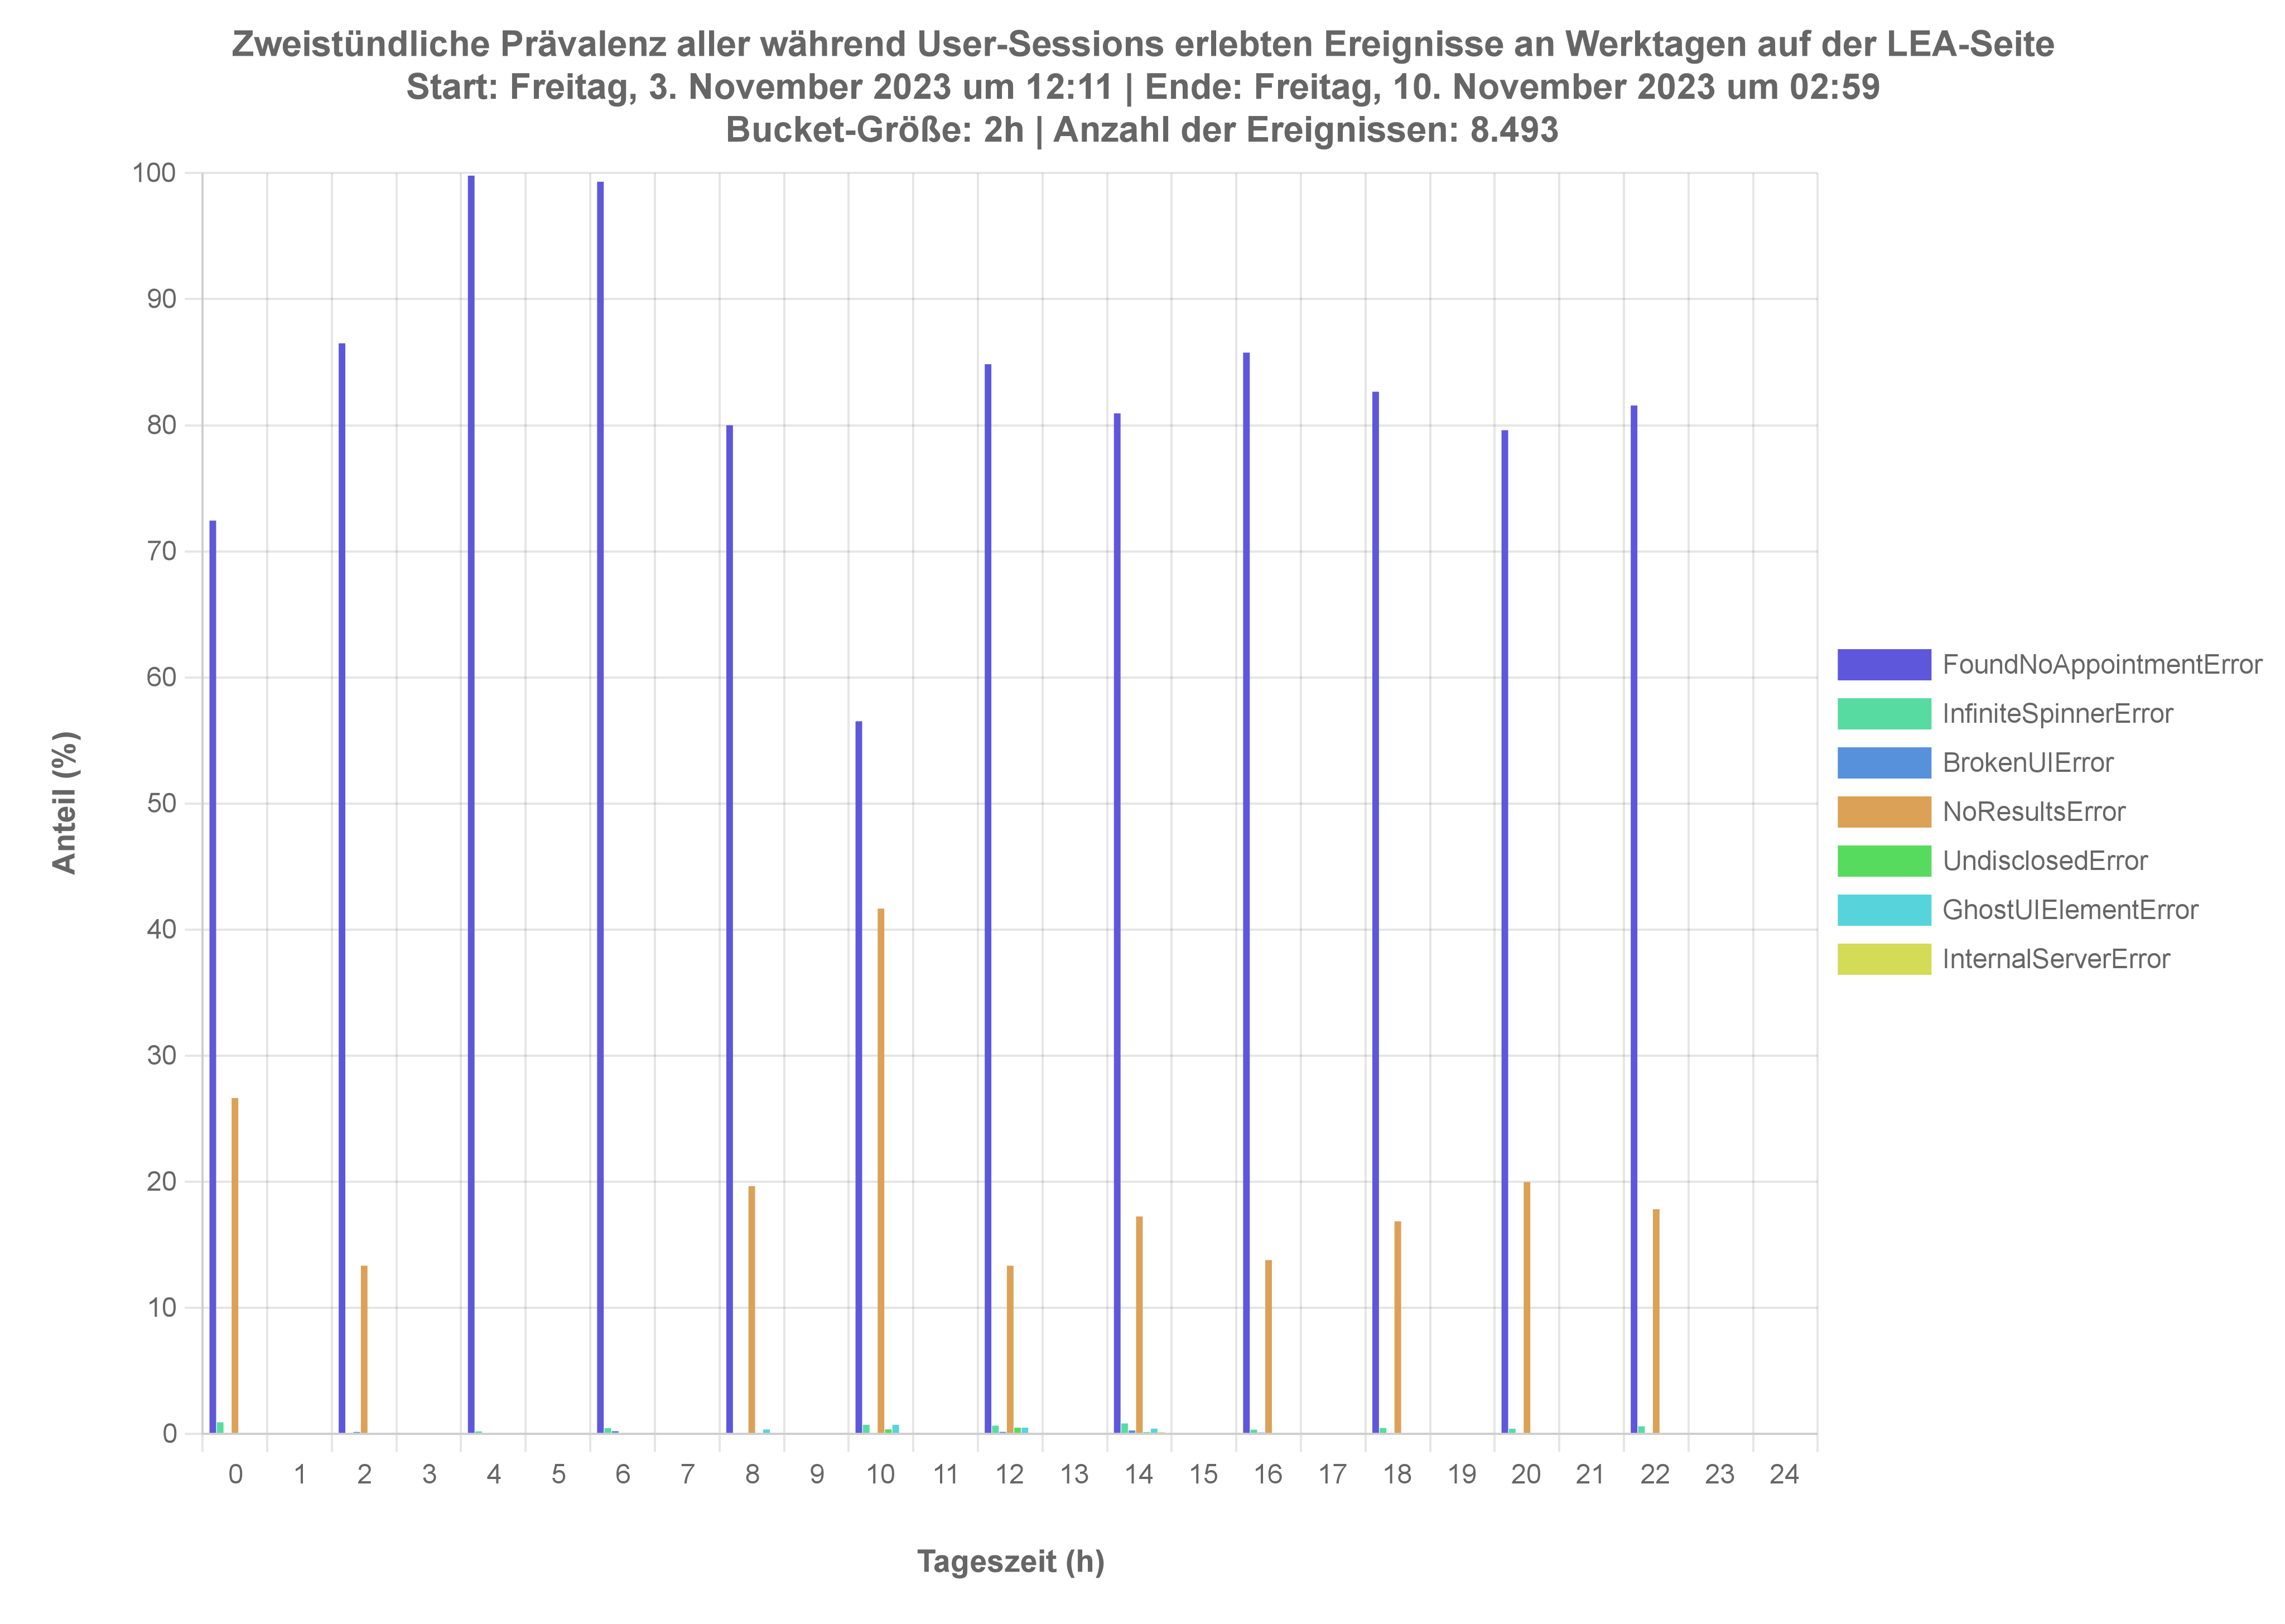 Zweistündliche Prävalenz aller während User-Sessions erlebten Ereignisse an Werktagen auf der LEA-Seite
Start: Freitag, 3. November 2023 um 12:11 | Ende: Freitag, 10. November 2023 um 02:59
Bucket-Größe: 2h | Anzahl der Ereignissen: 8.493
100
90
80
70
60
50
40
30
20
10
0
Anteil (%)
0 1 2 3 4 5 6 7 8 9 10 11 12 13 14 15 16 17 18 19 20 21 22 23 24
Tageszeit (h)
FoundNoAppointmentError
InfiniteSpinnerError
BrokenUIError
NoResultsError
UndisclosedError
GhostUIElementError
InternalServerError